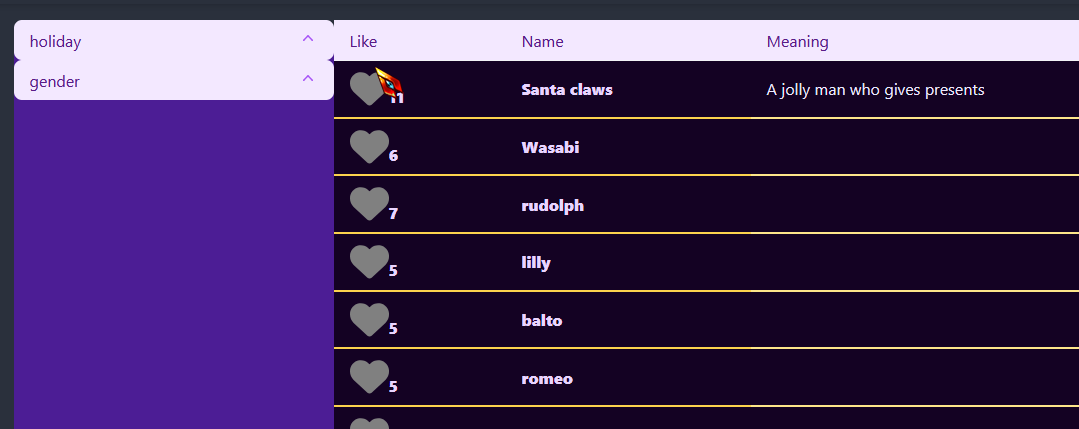 holiday
gender
Like Name Meaning
Santa claws A jolly man who gives presents
6 Wasabi
7 rudolph
5 lilly
5 balto
5 romeo